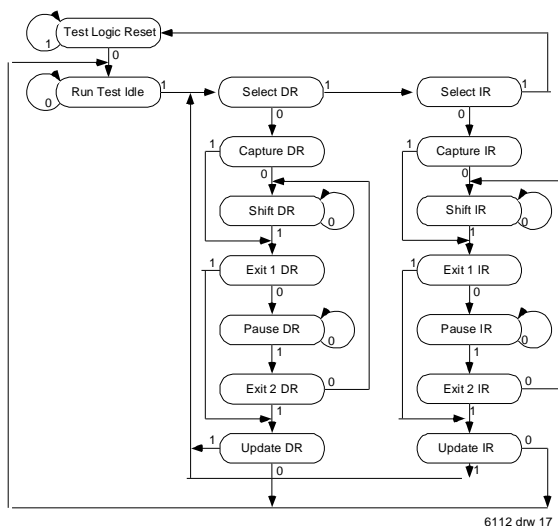 Test Logic Reset
1
0
Run Test Idle
0
1
Select DR
1
Select IR
1
0
0
Capture DR
1
0
Capture IR
1
0
Shift DR
0
1
Shift IR
0
1
1
Exit 1 DR
0
1
Exit 1 IR
0
Pause DR
0
1
Pause IR
0
1
Exit 2 DR
0
1
Exit 2 IR
0
1
1
Update DR
0
Update IR
0
1
6112 drw 17